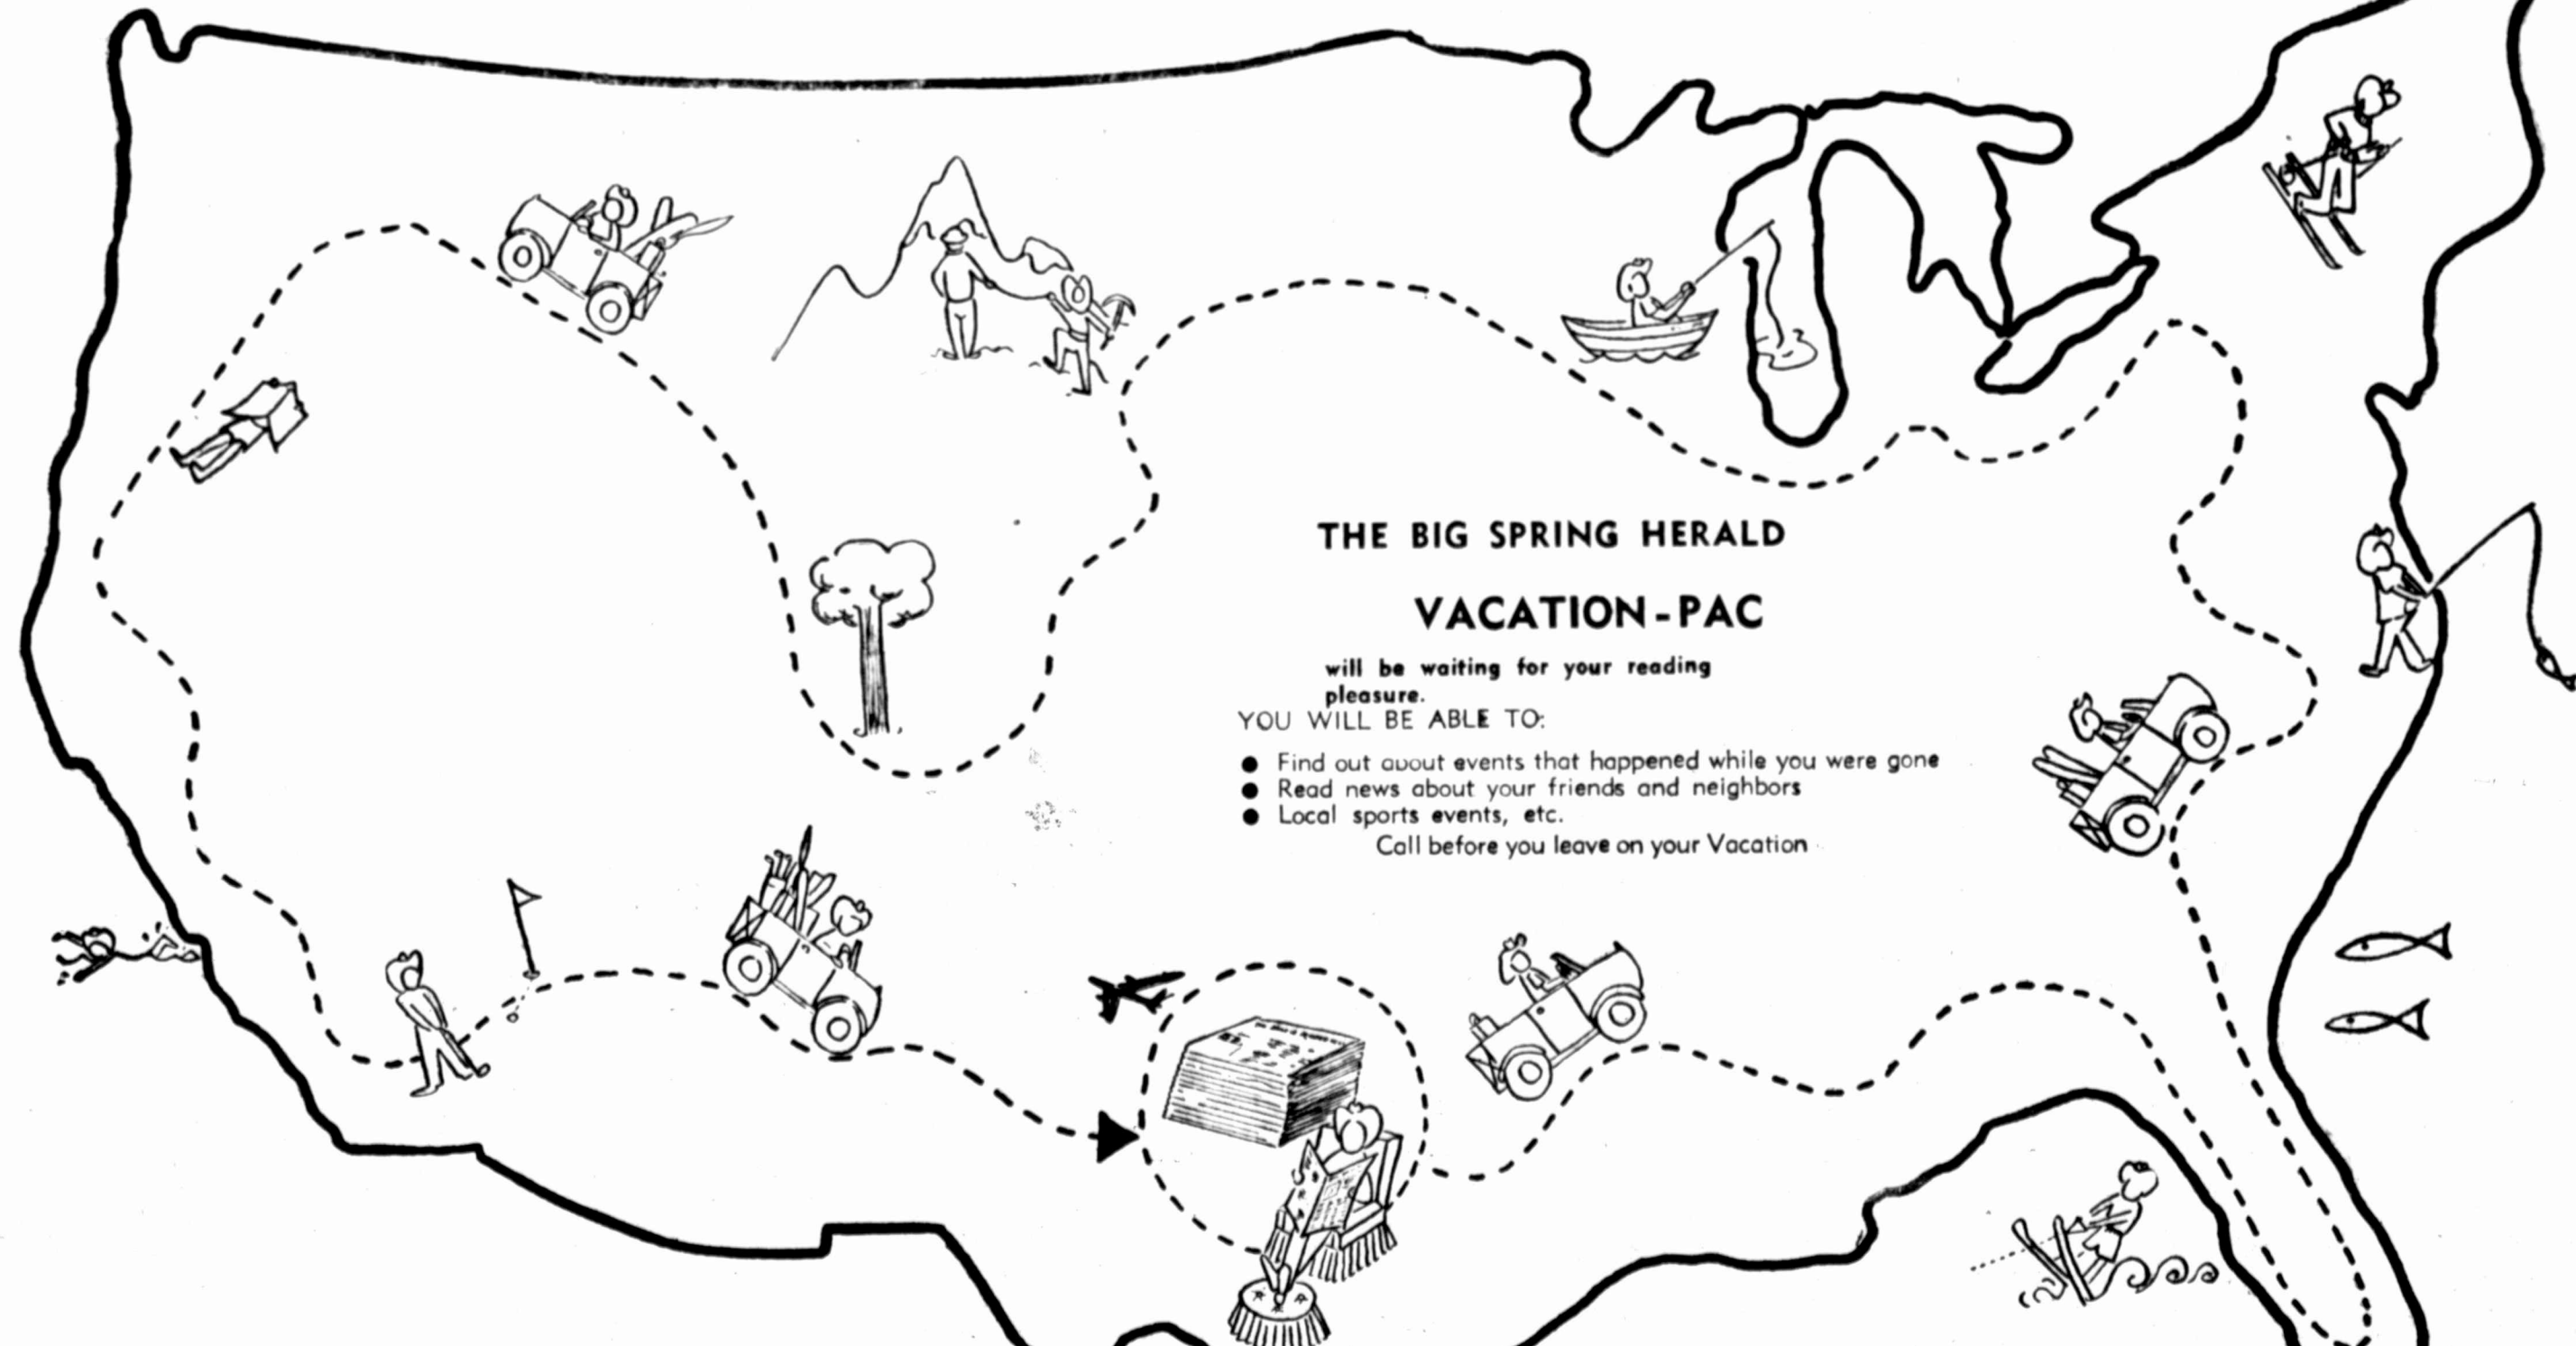 THE BIG SPRING HERALD
VACATION-PAC
will be waiting for your reading
pleasure.
YOU WILL BE ABLE TO:
● Find out about events that happened while you were gone
● Read news about your friends and neighbors
● Local sports events, etc.
Call before you leave on your Vacation